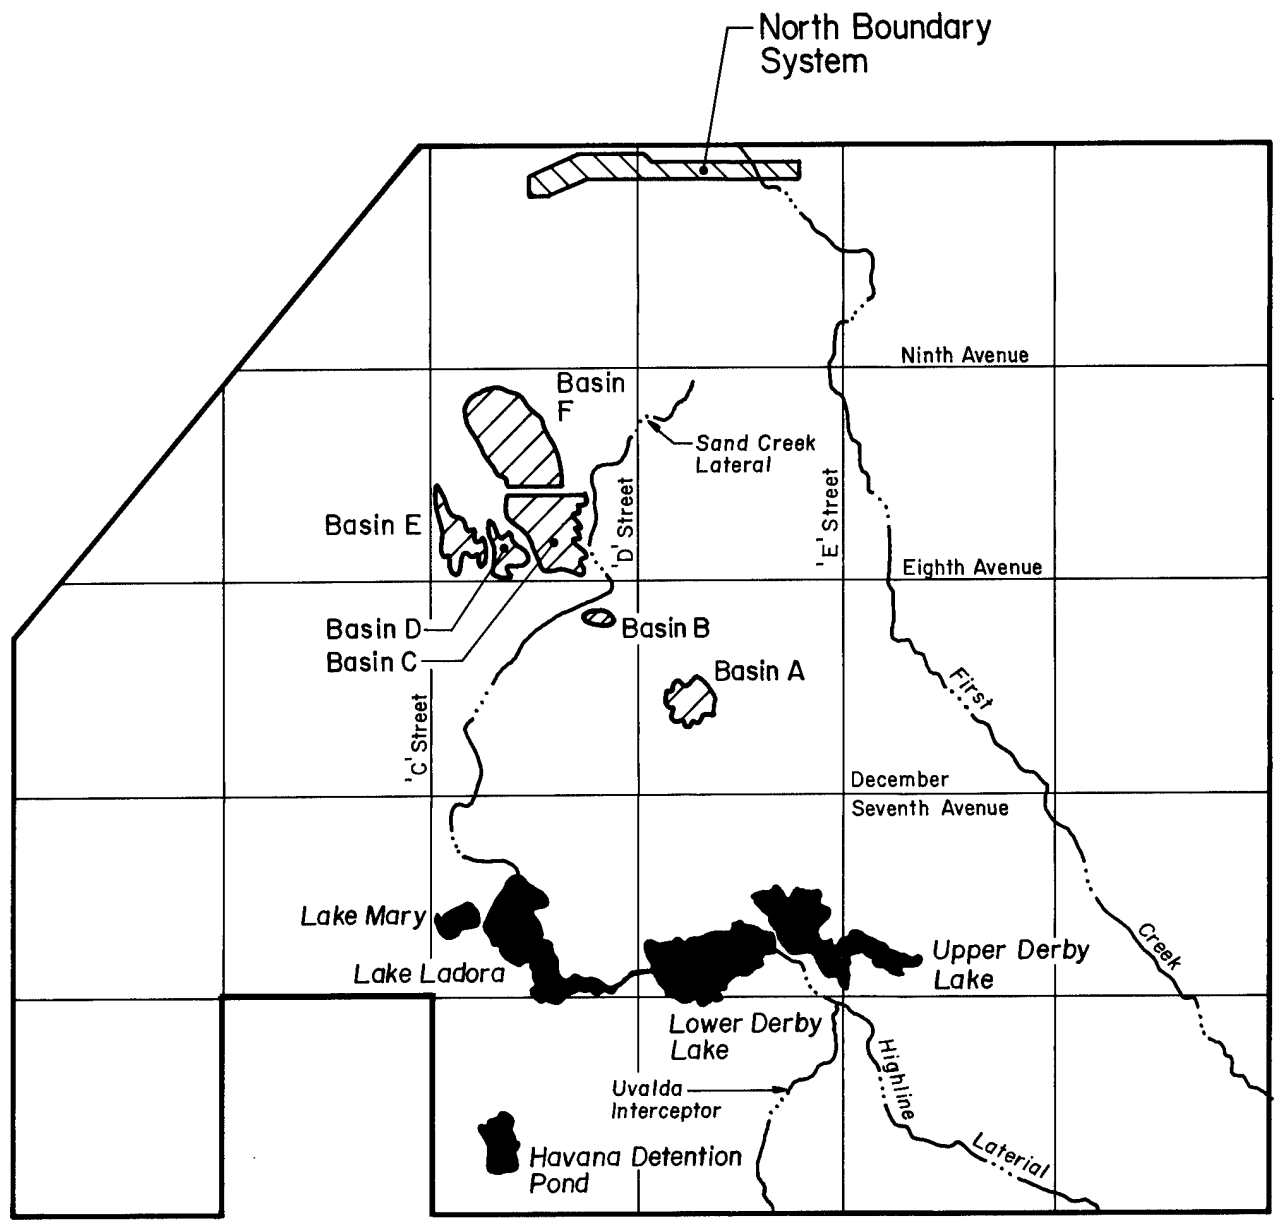 North Boundary
System
Ninth Avenue
Basin
F
Sand Creek
Lateral
Basin E
'D' Street
'E' Street
Eighth Avenue
Basin D
Basin B
Basin C
Basin A
First
'C' Street
December
Seventh Avenue
Lake Mary
Creek
Upper Derby
Lake
Lake Ladora
Lower Derby
Lake
Highline
Uvalda
Interceptor
Laterial
Havana Detention
Pond